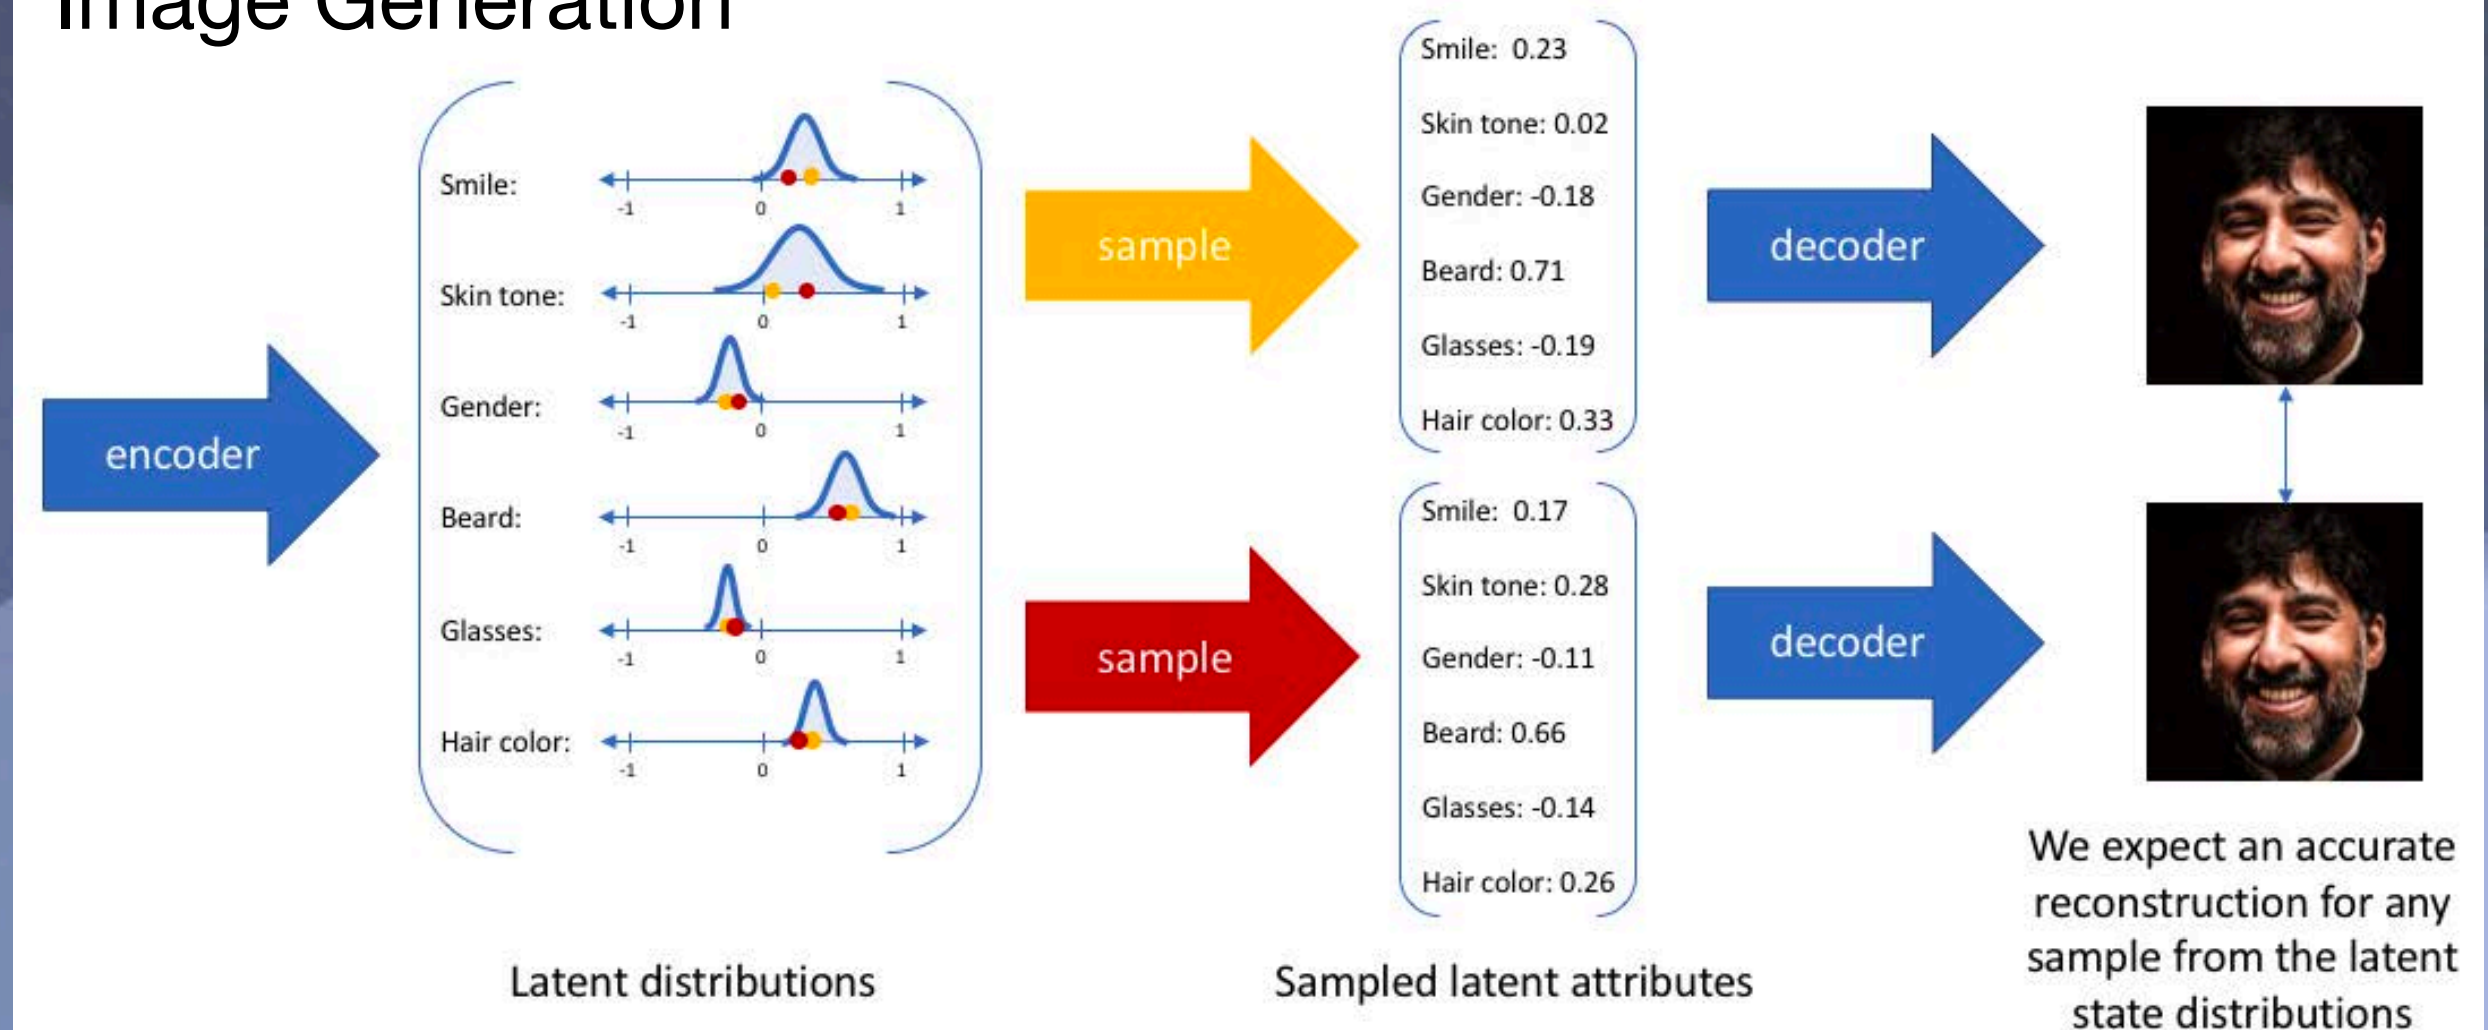 Image Generation
encoder
Smile:
-1 0 1
Skin tone:
-1 0 1
Gender:
-1 0 1
Beard:
-1 0 1
Glasses:
-1 0 1
Hair color:
-1 0 1
Latent distributions
sample
sample
Smile: 0.23
Skin tone: 0.02
Gender: -0.18
Beard: 0.71
Glasses: -0.19
Hair color: 0.33
Smile: 0.17
Skin tone: 0.28
Gender: -0.11
Beard: 0.66
Glasses: -0.14
Hair color: 0.26
Sampled latent attributes
decoder
decoder
We expect an accurate
reconstruction for any
sample from the latent
state distributions